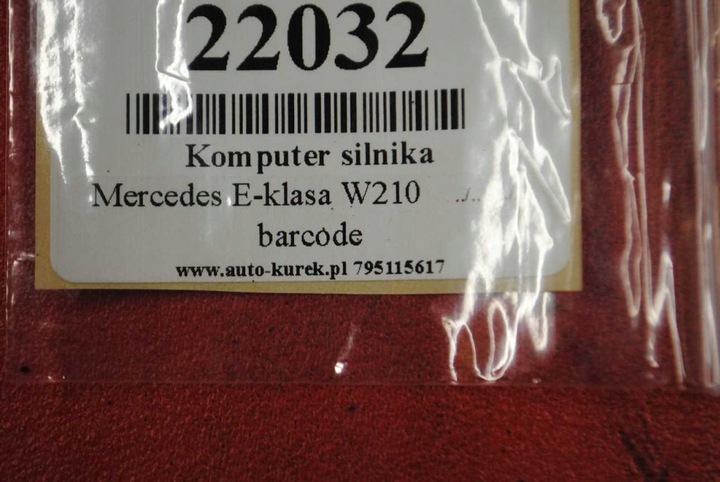 22032
Komputer silnika
Mercedes E-klasa W210
barcode
www.auto-kurek.pl 795115617